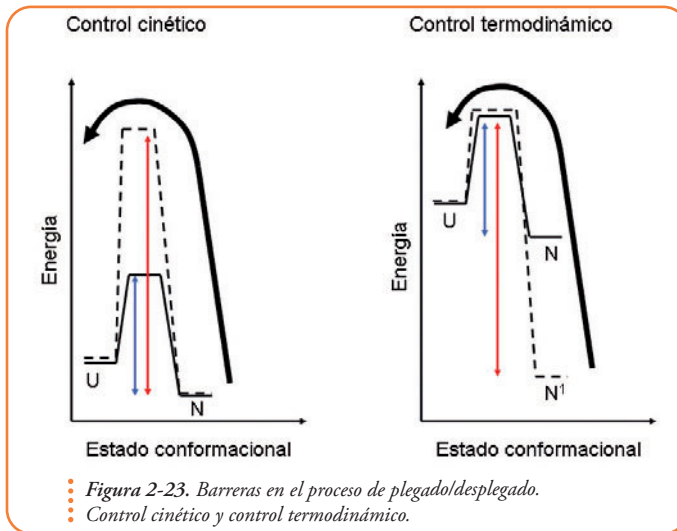 Control cinético
Control termodinámico
Energía
U
N
Estado conformacional
Energía
U
N
N¹
Estado conformacional
Figura 2-23. Barreras en el proceso de plegado/desplegado.
Control cinético y control termodinámico.